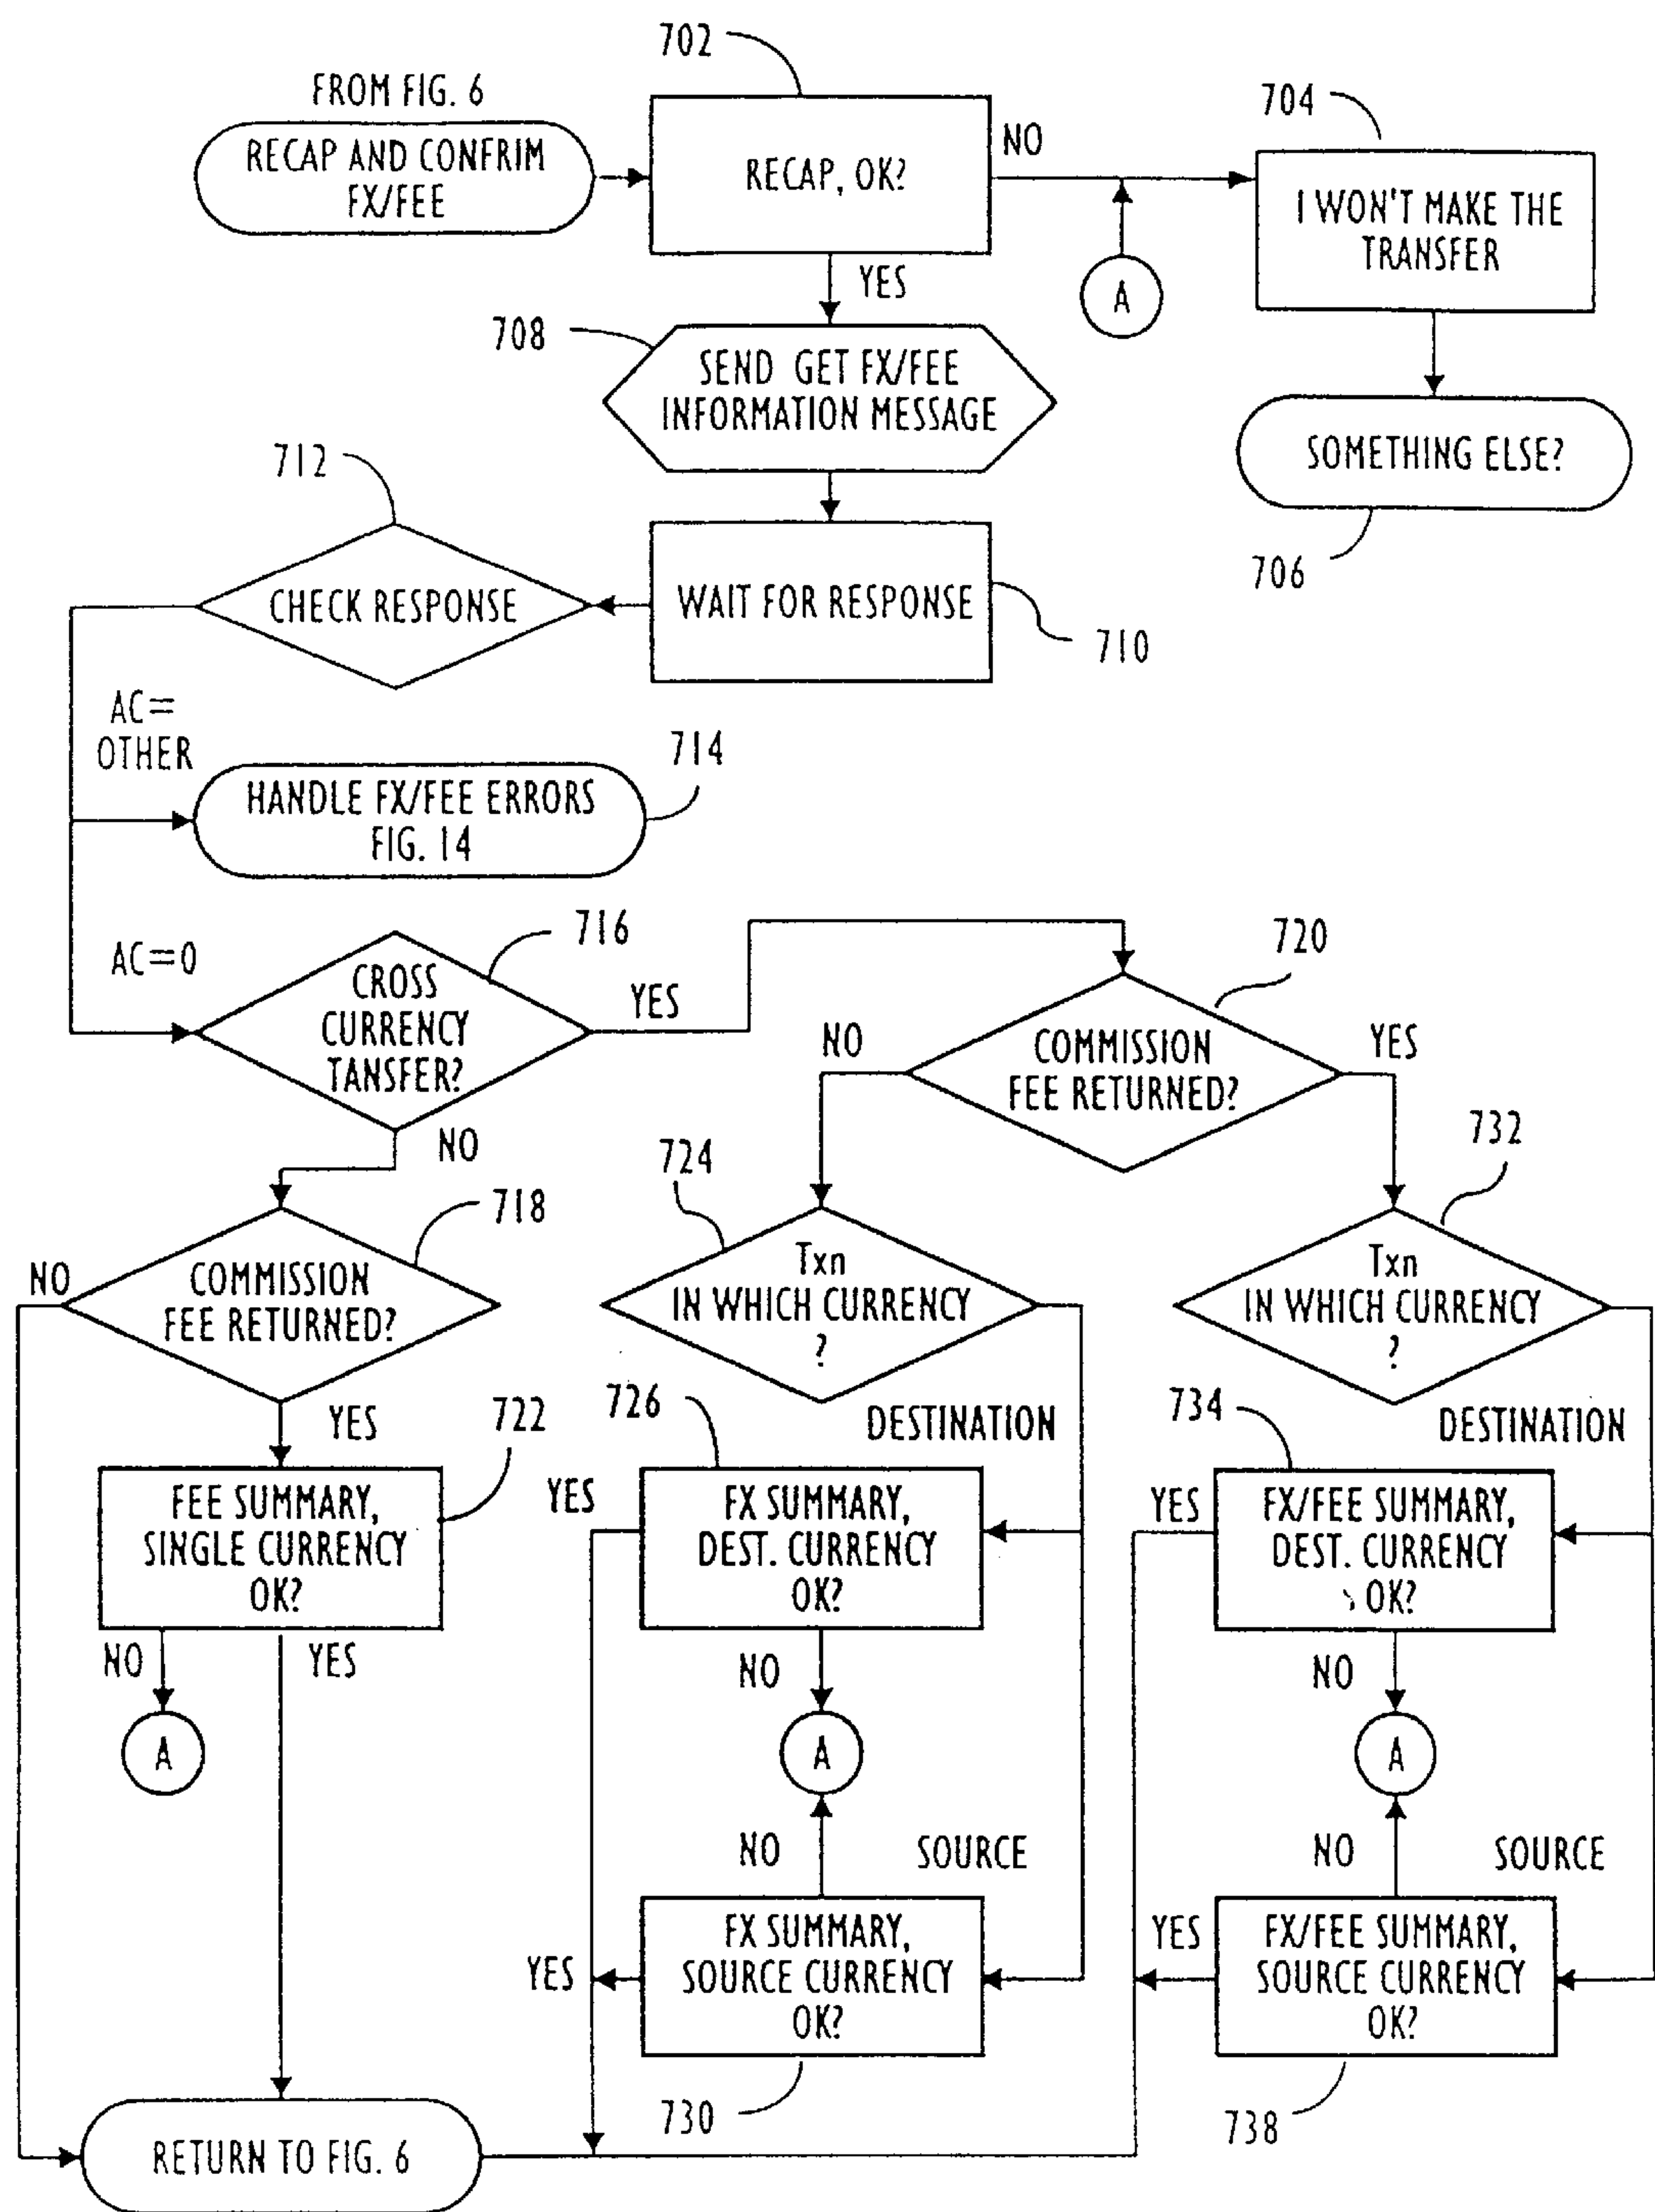 702
FROM FIG. 6
704
RECAP AND CONFRIM
FX/FEE
RECAP, OK?
NO
I WON'T MAKE THE
TRANSFER
A
YES
708
SEND GET FX/FEE
INFORMATION MESSAGE
SOMETHING ELSE?
706
712
CHECK RESPONSE
WAIT FOR RESPONSE
710
AC=
OTHER
714
HANDLE FX/FEE ERRORS
FIG. 14
AC=0
716
CROSS
CURRENCY
TANSFER?
YES
NO
720
COMMISSION
FEE RETURNED?
NO
YES
718
COMMISSION
FEE RETURNED?
NO
YES
724
Txn
IN WHICH CURRENCY
?
732
Txn
IN WHICH CURRENCY
?
722
FEE SUMMARY,
SINGLE CURRENCY
OK?
NO
YES
A
726
DESTINATION
YES
FX SUMMARY,
DEST. CURRENCY
OK?
NO
A
NO
SOURCE
YES
FX SUMMARY,
SOURCE CURRENCY
OK?
730
734
DESTINATION
YES
FX/FEE SUMMARY,
DEST. CURRENCY
OK?
NO
A
NO
SOURCE
YES
FX/FEE SUMMARY,
SOURCE CURRENCY
OK?
738
RETURN TO FIG. 6